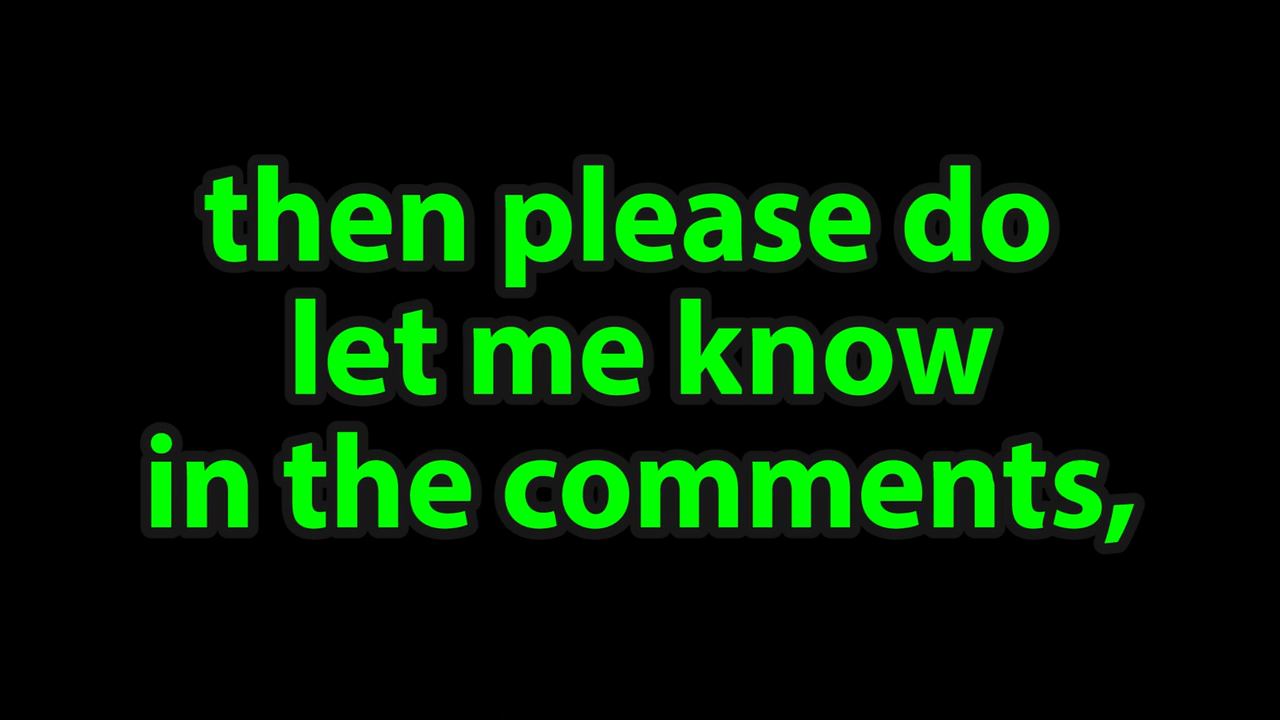 then please do
let me know
in the comments,